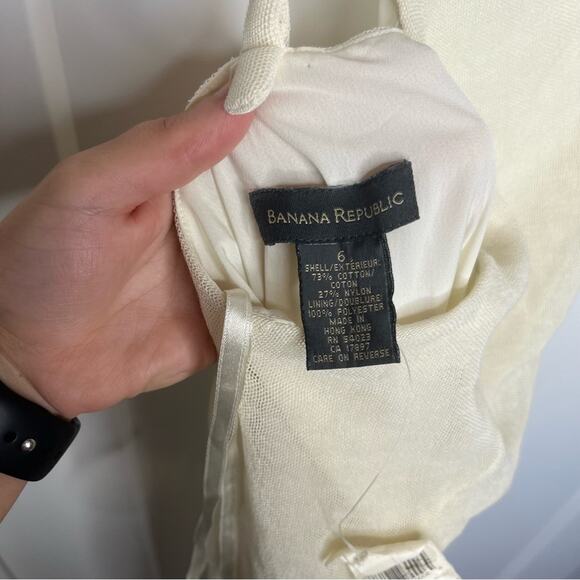 BANANA REPUBLIC
6
SHELL/EXTÉRIEUR:
73% COTTON/
COTON
27% NYLON
LINING/DOUBLURE:
100% POLYESTER
MADE IN
HONG KONG
RN 54023
CA 17897
CARE ON REVERSE